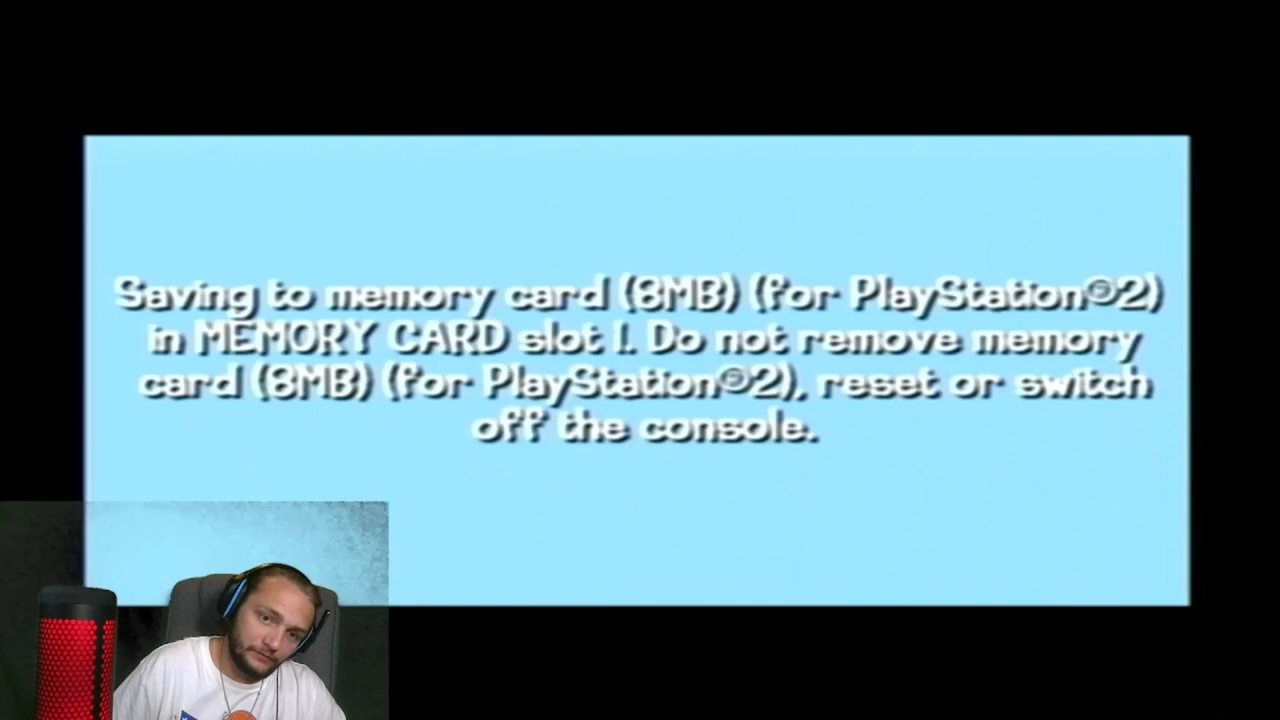 Saving to memory card (8MB) (for PlayStation®2)
in MEMORY CARD slot 1. Do not remove memory
card (8MB) (for PlayStation®2), reset or switch
off the console.